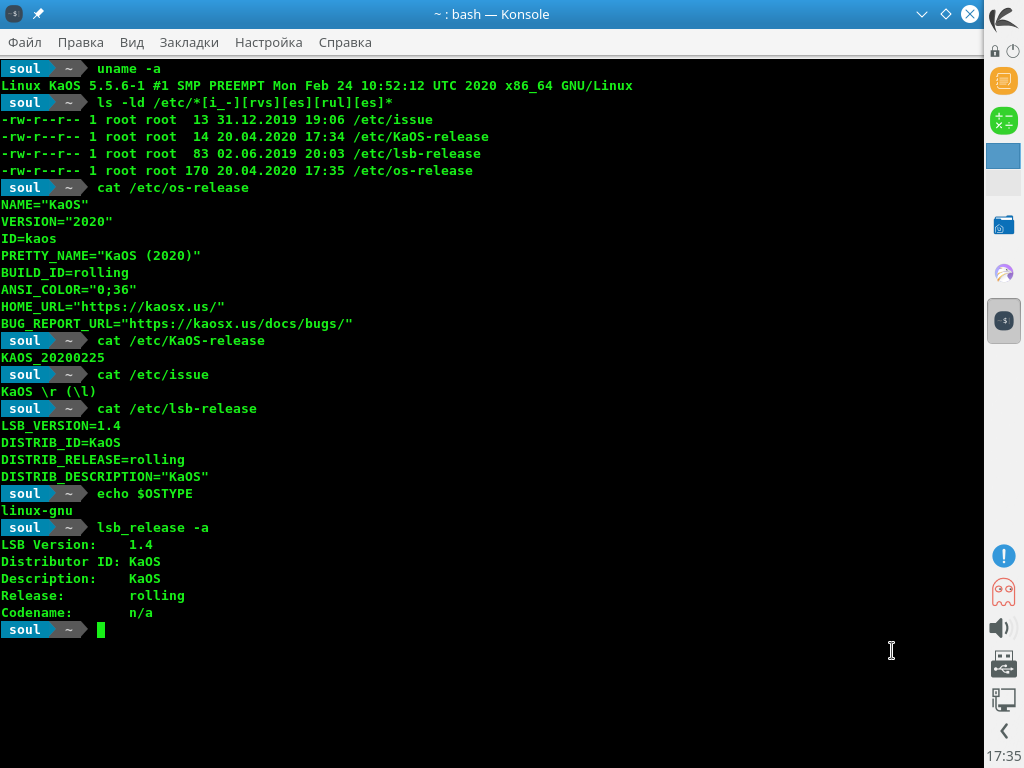 ~ : bash — Konsole
Файл Правка Вид Закладки Настройка Справка
soul ~ uname -a
Linux KaOS 5.5.6-1 #1 SMP PREEMPT Mon Feb 24 10:52:12 UTC 2020 x86_64 GNU/Linux
soul ~ ls -ld /etc/*[i_-][rvs][es][rul][es]*
-rw-r--r-- 1 root root  13 31.12.2019 19:06 /etc/issue
-rw-r--r-- 1 root root  14 20.04.2020 17:34 /etc/KaOS-release
-rw-r--r-- 1 root root  83 02.06.2019 20:03 /etc/lsb-release
-rw-r--r-- 1 root root 170 20.04.2020 17:35 /etc/os-release
soul ~ cat /etc/os-release
NAME="KaOS"
VERSION="2020"
ID=kaos
PRETTY_NAME="KaOS (2020)"
BUILD_ID=rolling
ANSI_COLOR="0;36"
HOME_URL="https://kaosx.us/"
BUG_REPORT_URL="https://kaosx.us/docs/bugs/"
soul ~ cat /etc/KaOS-release
KAOS_20200225
soul ~ cat /etc/issue
KaOS \r (\l)
soul ~ cat /etc/lsb-release
LSB_VERSION=1.4
DISTRIB_ID=KaOS
DISTRIB_RELEASE=rolling
DISTRIB_DESCRIPTION="KaOS"
soul ~ echo $OSTYPE
linux-gnu
soul ~ lsb_release -a
LSB Version:    1.4
Distributor ID: KaOS
Description:    KaOS
Release:        rolling
Codename:       n/a
soul ~
17:35